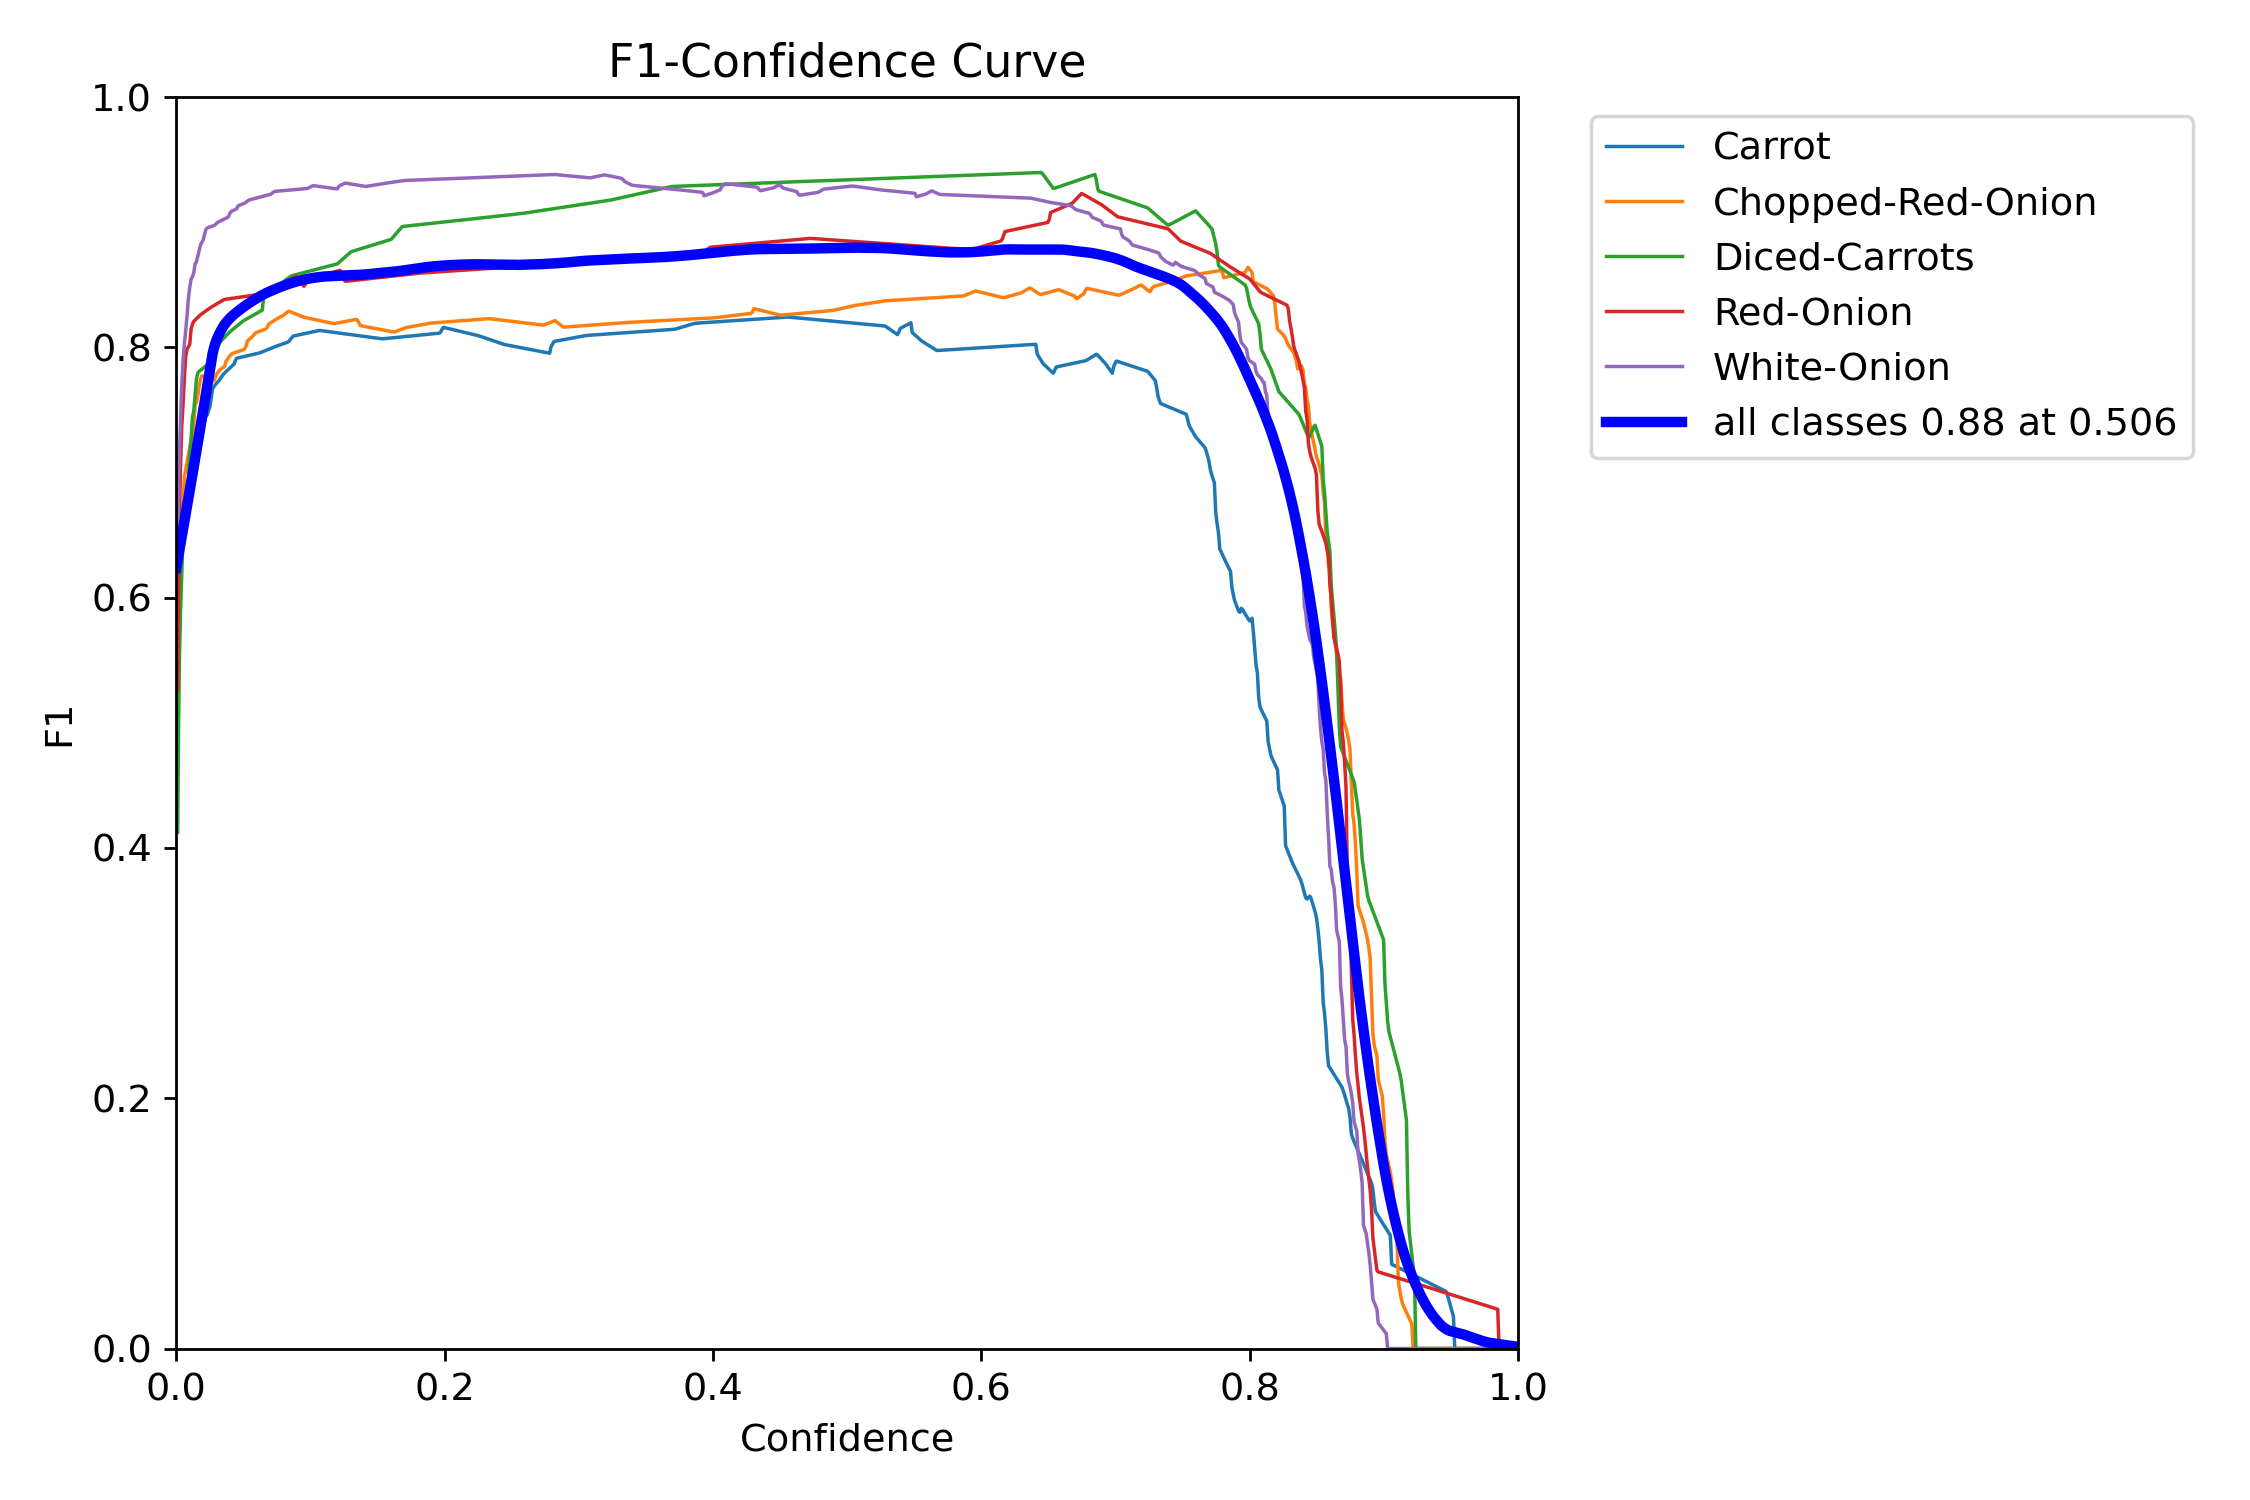 F1-Confidence Curve
1.0
0.8
0.6
0.4
0.2
0.0
F1
0.0 0.2 0.4 0.6 0.8 1.0
Confidence
Carrot
Chopped-Red-Onion
Diced-Carrots
Red-Onion
White-Onion
all classes 0.88 at 0.506